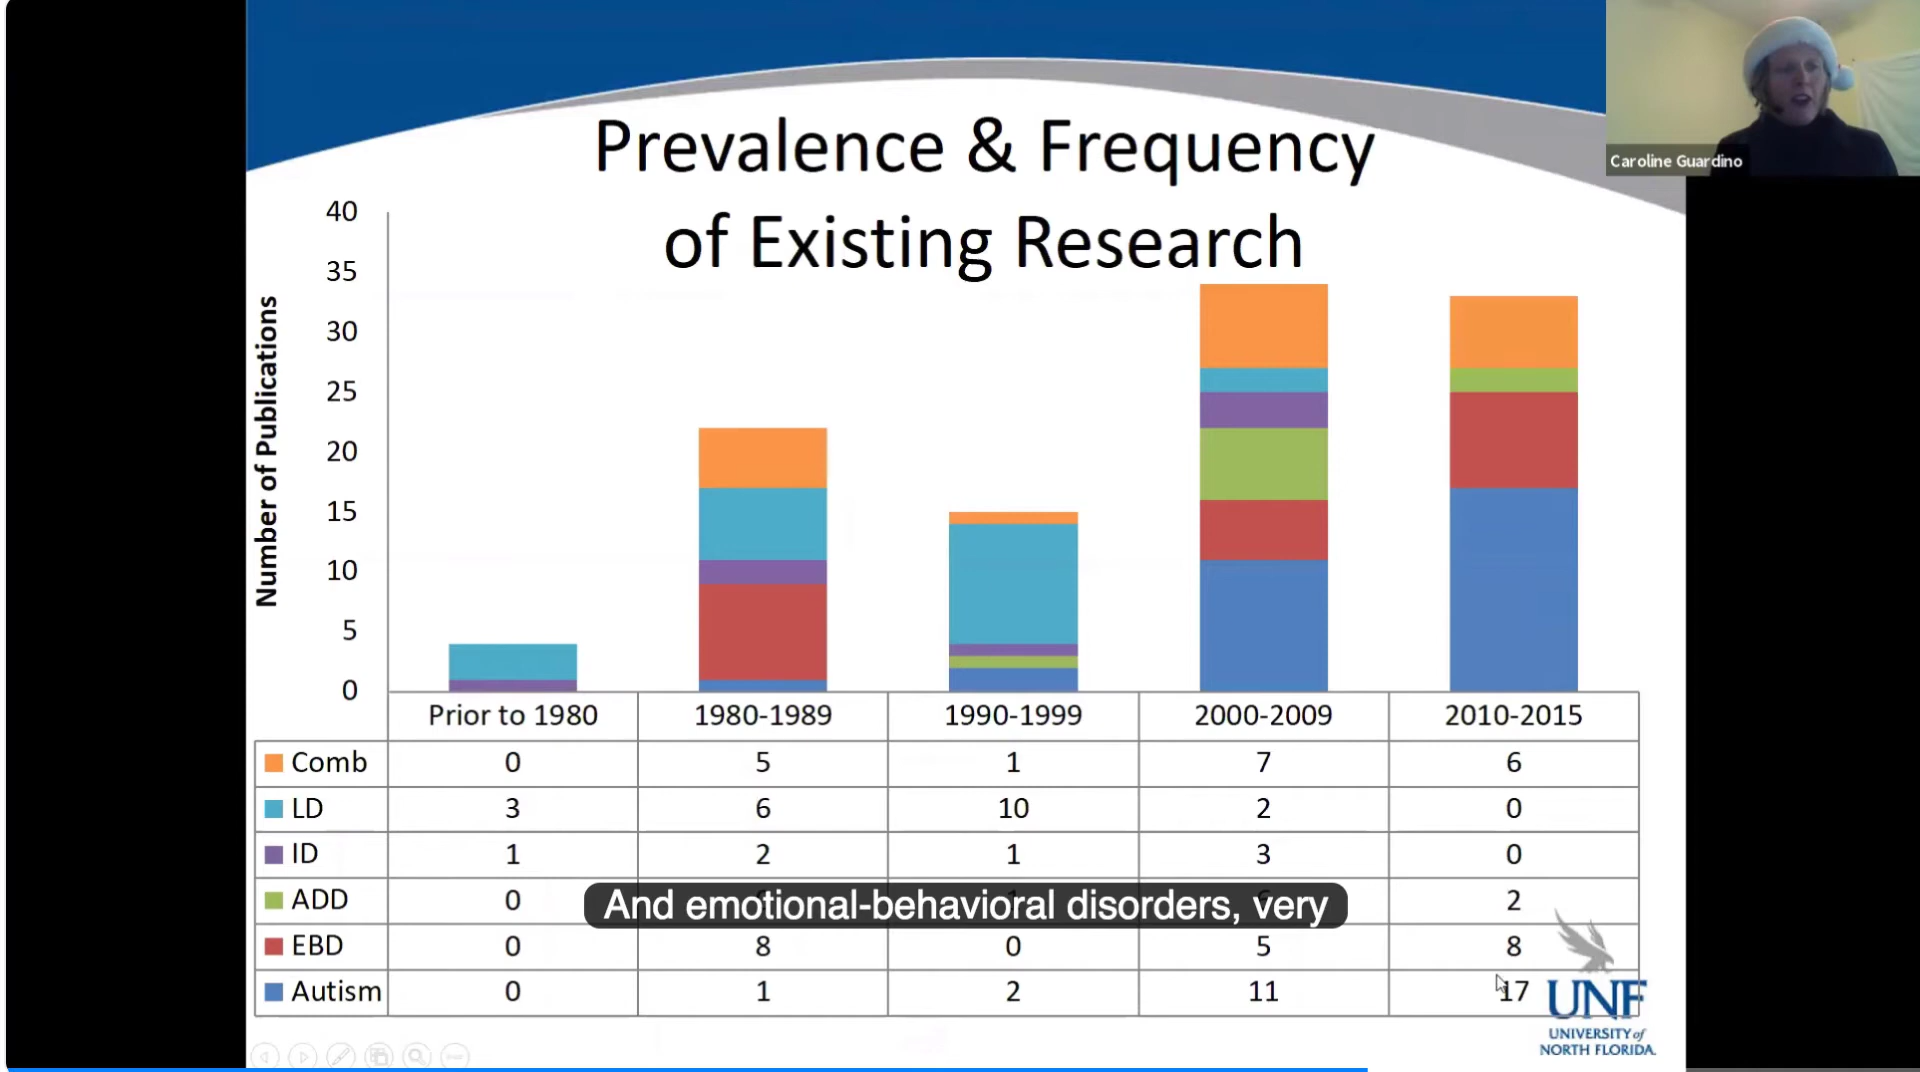 Prevalence & Frequency
of Existing Research
Caroline Guardino
Number of Publications
40
35
30
25
20
15
10
5
0
Prior to 1980 1980-1989 1990-1999 2000-2009 2010-2015
Comb 0 5 1 7 6
LD 3 6 10 2 0
ID 1 2 1 3 0
ADD 0 2
And emotional-behavioral disorders, very
EBD 0 8 0 5 8
Autism 0 1 2 11 17
UNF
UNIVERSITY of
NORTH FLORIDA.